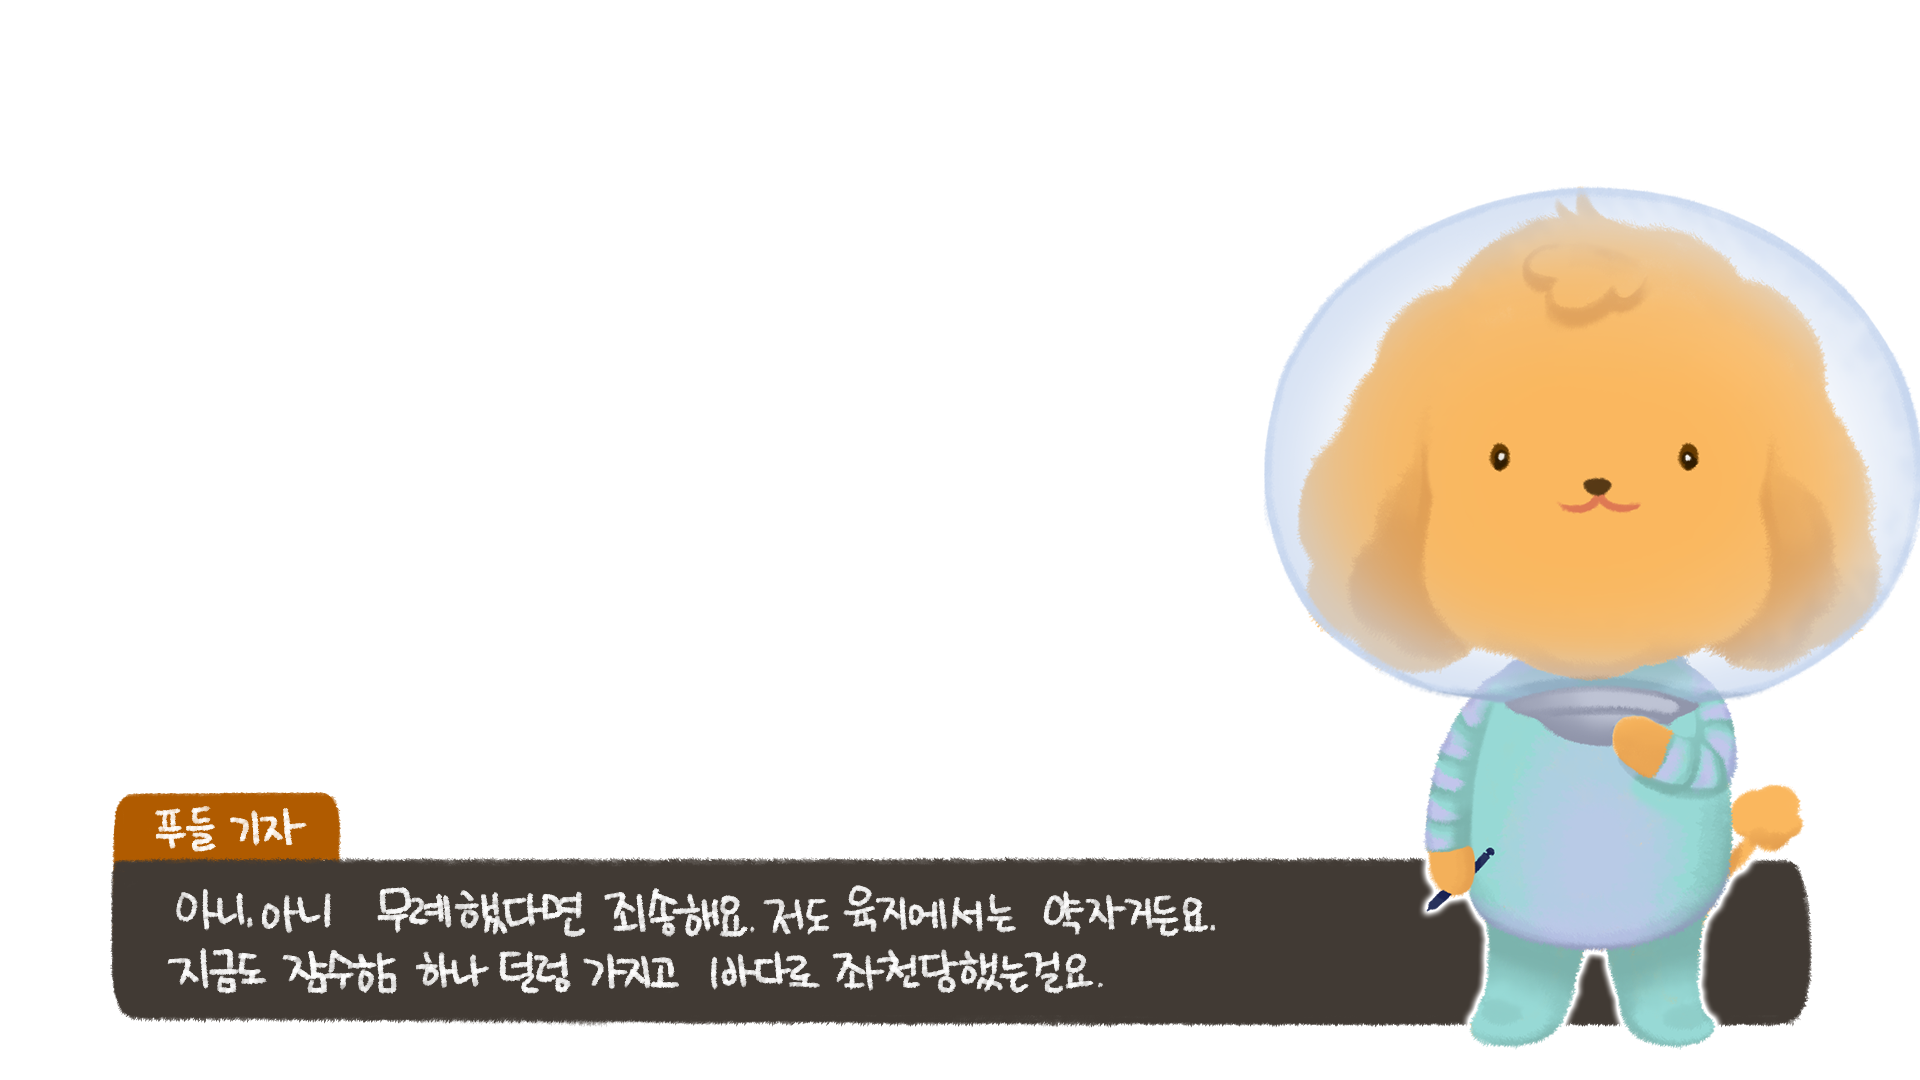 푸들 기자
아니, 아니 무례했다면 죄송해요. 저도 육지에서는 약자거든요.
지금도 잠수함 하나 덜렁 가지고 1바다로 좌천당했는걸요.